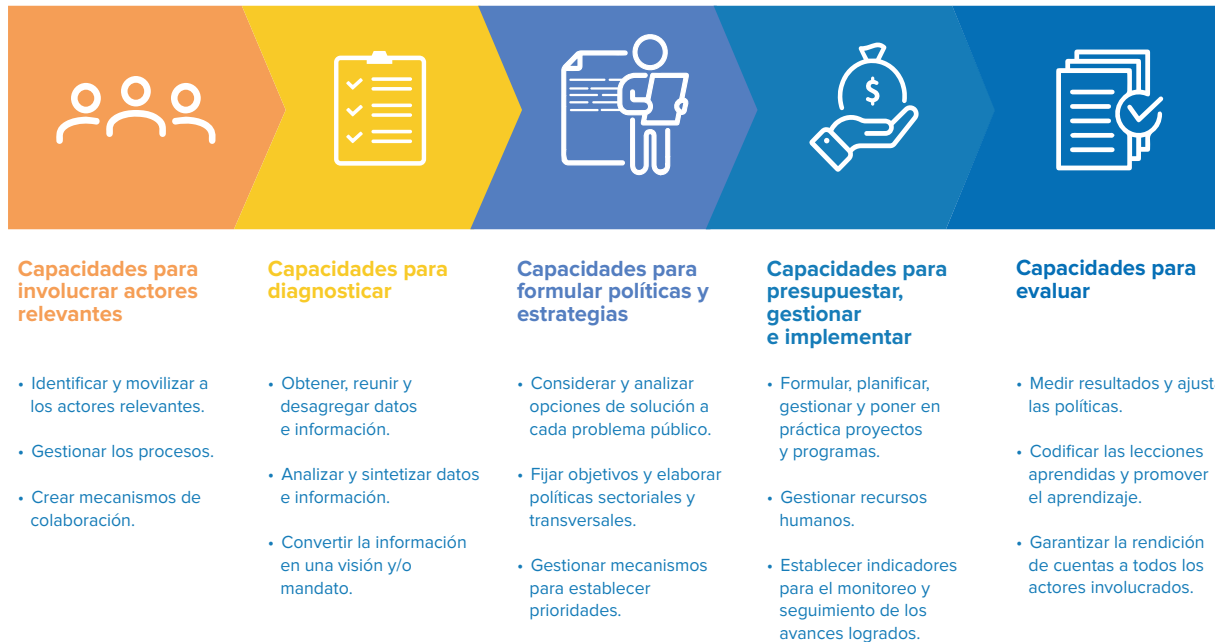 $
Capacidades para
involucrar actores
relevantes
• Identificar y movilizar a
los actores relevantes.
• Gestionar los procesos.
• Crear mecanismos de
colaboración.
Capacidades para
diagnosticar
• Obtener, reunir y
desagregar datos
e información.
• Analizar y sintetizar datos
e información.
• Convertir la información
en una visión y/o
mandato.
Capacidades para
formular políticas y
estrategias
• Considerar y analizar
opciones de solución a
cada problema público.
• Fijar objetivos y elaborar
políticas sectoriales y
transversales.
• Gestionar mecanismos
para establecer
prioridades.
Capacidades para
presupuestar,
gestionar
e implementar
• Formular, planificar,
gestionar y poner en
práctica proyectos
y programas.
• Gestionar recursos
humanos.
• Establecer indicadores
para el monitoreo y
seguimiento de los
avances logrados.
Capacidades para
evaluar
• Medir resultados y ajust
las políticas.
• Codificar las lecciones
aprendidas y promover
el aprendizaje.
• Garantizar la rendición
de cuentas a todos los
actores involucrados.